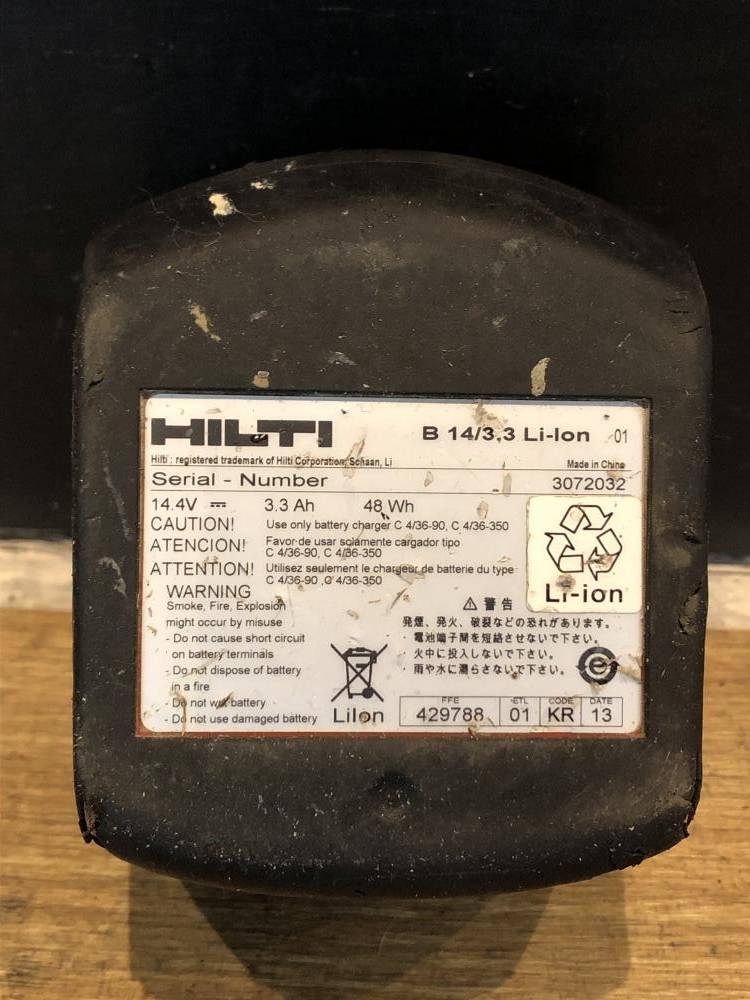 HILTI B 14/3.3 Li-Ion 01
Hilti : registered trademark of Hilti Corporation, Schaan, Li Made in China
Serial - Number 3072032
14.4V 3.3 Ah 48 Wh
CAUTION! Use only battery charger C 4/36-90, C 4/36-350
ATENCION! Favor de usar solamente cargador tipo
C 4/36-90, C 4/36-350
ATTENTION! Utilisez seulement le chargeur de batterie du type
C 4/36-90, C 4/36-350
Li-ion
WARNING
Smoke, Fire, Explosion
might occur by misuse
- Do not cause short circuit
on battery terminals
- Do not dispose of battery
in a fire
- Do not wet battery
- Do not use damaged battery
⚠ 警告
発煙、発火、破裂などの恐れがあります。
・電池端子間を短絡させないで下さい。
・火中に投入しないで下さい。
・雨や水に濡らさないで下さい。
LiIon
FFE ETL CODE DATE
429788 01 KR 13